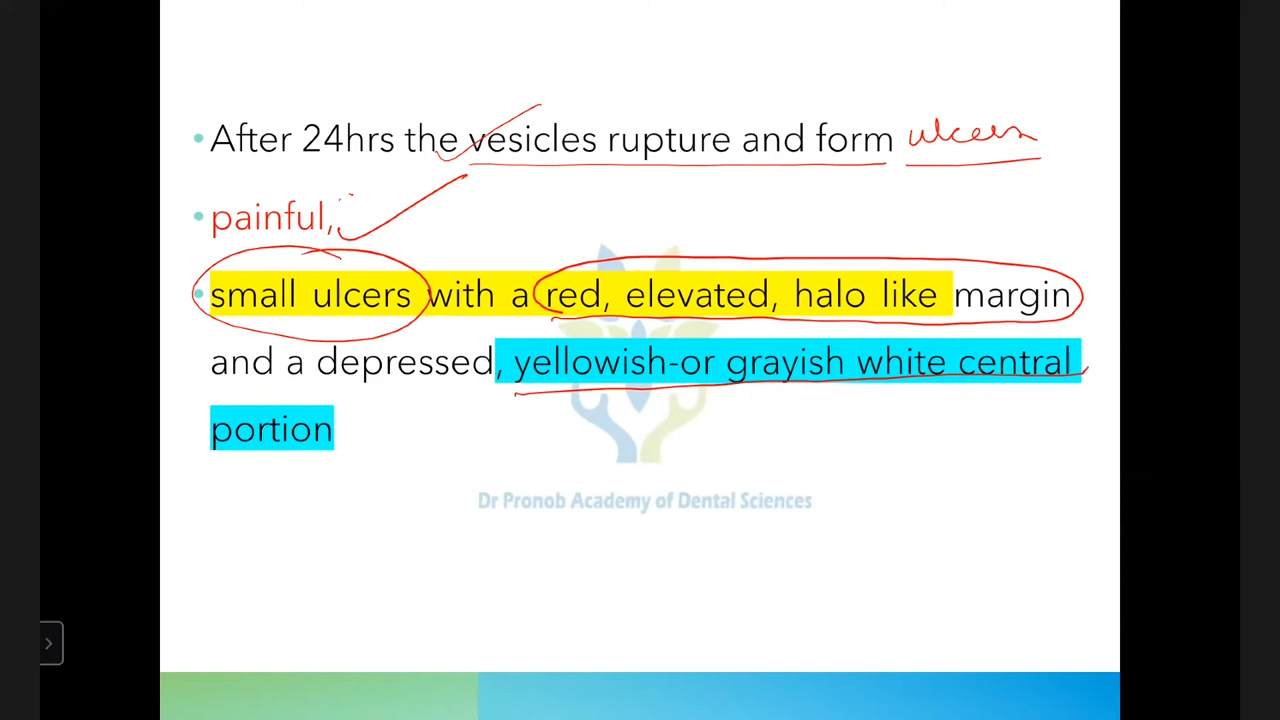 • After 24hrs the vesicles rupture and form ulcers
• painful,
• small ulcers with a red, elevated, halo like margin
and a depressed, yellowish-or grayish white central
portion
Dr Pronob Academy of Dental Sciences